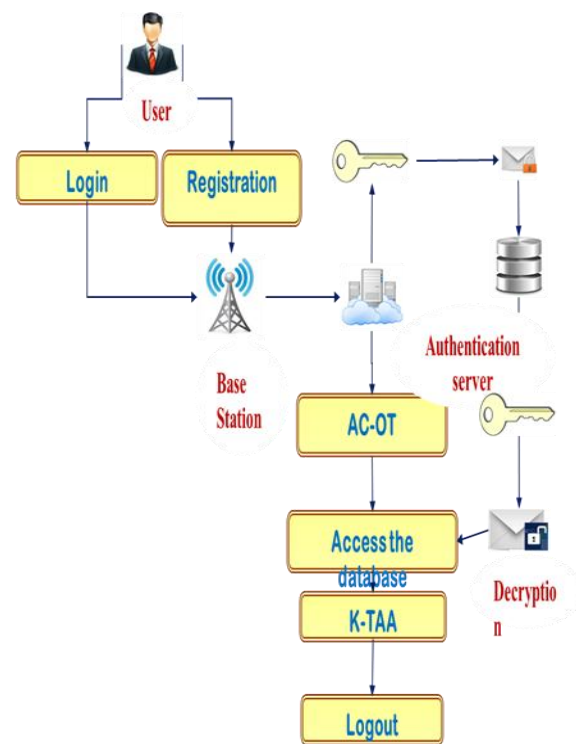 User
Login
Registration
Authentication
server
Base
Station
AC-OT
Access the
database
Decryptio
n
K-TAA
Logout